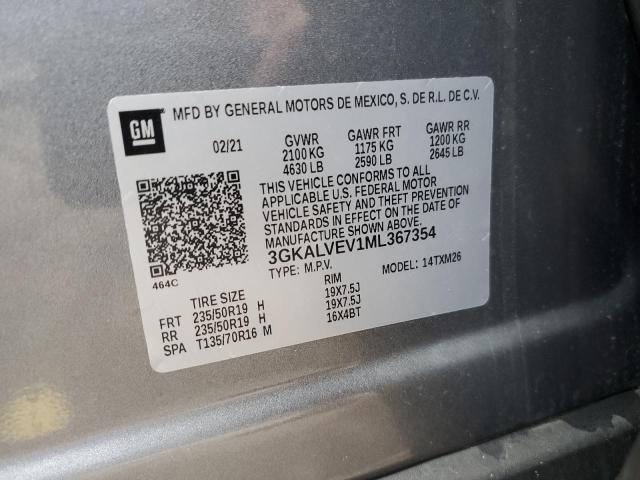 GM
MFD BY GENERAL MOTORS DE MEXICO, S. DE R.L. DE C.V.
02/21 GVWR GAWR FRT GAWR RR
2100 KG 1175 KG 1200 KG
4630 LB 2590 LB 2645 LB
THIS VEHICLE CONFORMS TO ALL
APPLICABLE U.S. FEDERAL MOTOR
VEHICLE SAFETY AND THEFT PREVENTION
STANDARDS IN EFFECT ON THE DATE OF
MANUFACTURE SHOWN ABOVE.
3GKALVEV1ML367354
464C TYPE: M.P.V. MODEL: 14TXM26
TIRE SIZE RIM
FRT 235/50R19 H 19X7.5J
RR 235/50R19 H 19X7.5J
SPA T135/70R16 M 16X4BT